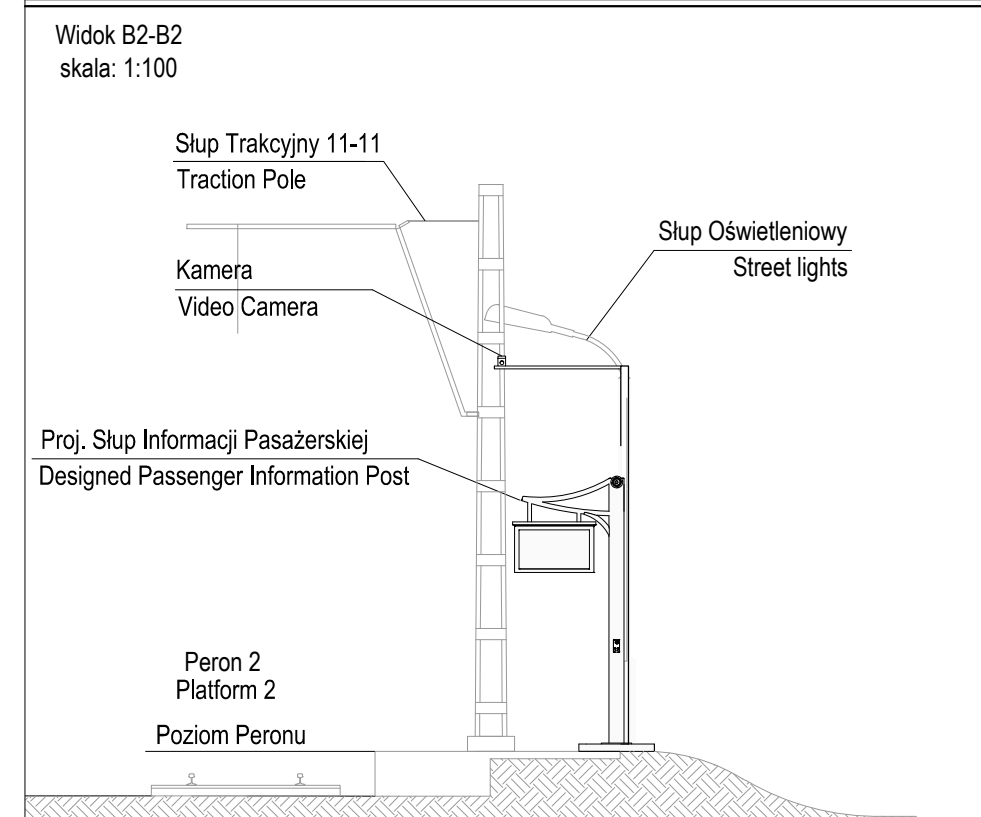 Widok B2-B2
skala: 1:100
Słup Trakcyjny 11-11
Traction Pole
Słup Oświetleniowy
Street lights
Kamera
Video Camera
Proj. Słup Informacji Pasażerskiej
Designed Passenger Information Post
Peron 2
Platform 2
Poziom Peronu